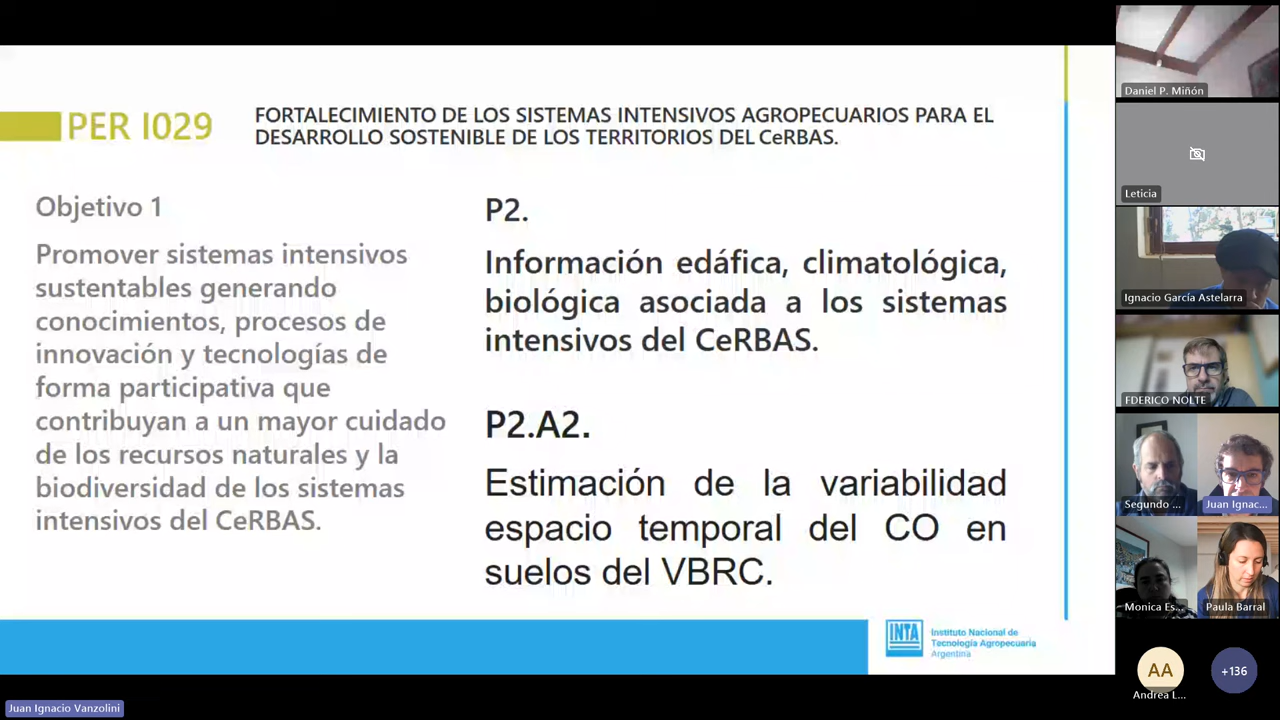 PER I029
FORTALECIMIENTO DE LOS SISTEMAS INTENSIVOS AGROPECUARIOS PARA EL
DESARROLLO SOSTENIBLE DE LOS TERRITORIOS DEL CeRBAS.
Objetivo 1
Promover sistemas intensivos
sustentables generando
conocimientos, procesos de
innovación y tecnologías de
forma participativa que
contribuyan a un mayor cuidado
de los recursos naturales y la
biodiversidad de los sistemas
intensivos del CeRBAS.
P2.
Información edáfica, climatológica,
biológica asociada a los sistemas
intensivos del CeRBAS.
P2.A2.
Estimación de la variabilidad
espacio temporal del CO en
suelos del VBRC.
INTA
Instituto Nacional de
Tecnología Agropecuaria
Argentina
Daniel P. Miñón
Leticia
Ignacio García Astelarra
FDERICO NOLTE
Segundo ...
Juan Ignac...
Monica Es...
Paula Barral
AA
Andrea L...
+136
Juan Ignacio Vanzolini